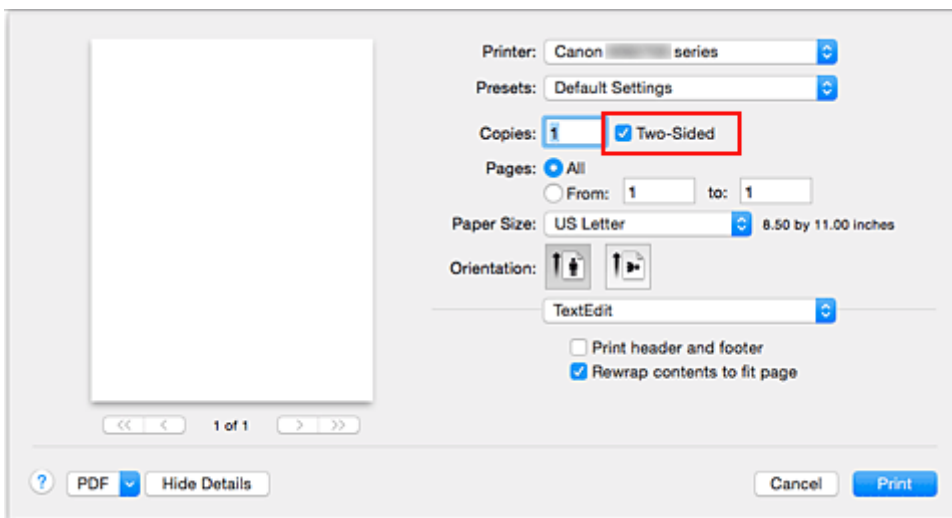 Printer: Canon series
Presets: Default Settings
Copies: 1 Two-Sided
Pages: All
From: 1 to: 1
Paper Size: US Letter 8.50 by 11.00 inches
Orientation:
TextEdit
Print header and footer
Rewrap contents to fit page
<< < 1 of 1 > >>
? PDF Hide Details Cancel Print